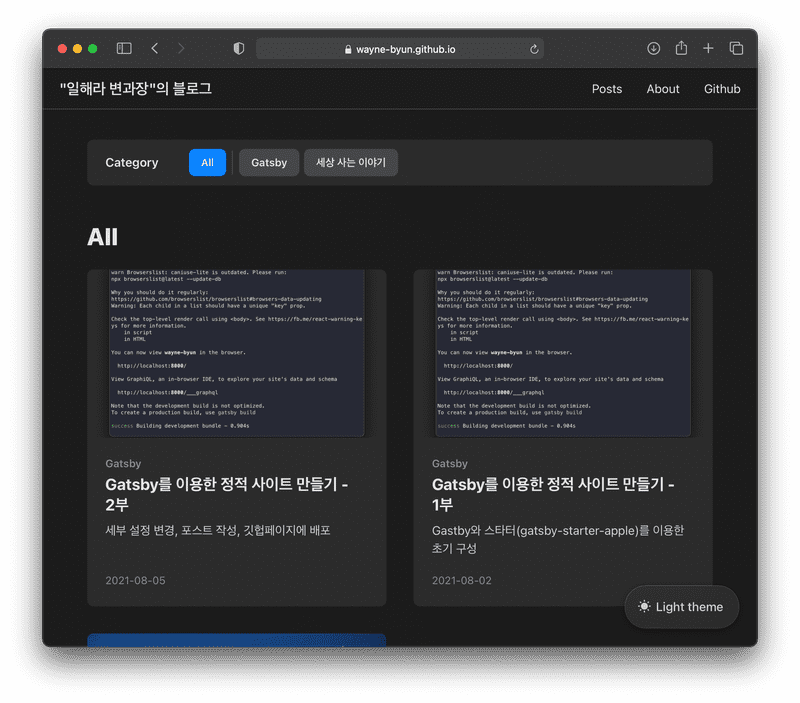 wayne-byun.github.io
"일해라 변과장"의 블로그
Posts About Github
Category All Gatsby 세상 사는 이야기
All
warn Browserslist: caniuse-lite is outdated. Please run:
npx browserslist@latest --update-db
Why you should do it regularly:
https://github.com/browserslist/browserslist#browsers-data-updating
Warning: Each child in a list should have a unique "key" prop.
Check the top-level render call using <body>. See https://fb.me/react-warning-ke
ys for more information.
in script
in HTML
You can now view wayne-byun in the browser.
http://localhost:8000/
View GraphiQL, an in-browser IDE, to explore your site's data and schema
http://localhost:8000/___graphql
Note that the development build is not optimized.
To create a production build, use gatsby build
success Building development bundle - 0.904s
Gatsby
Gatsby를 이용한 정적 사이트 만들기 -
2부
세부 설정 변경, 포스트 작성, 깃헙페이지에 배포
2021-08-05
warn Browserslist: caniuse-lite is outdated. Please run:
npx browserslist@latest --update-db
Why you should do it regularly:
https://github.com/browserslist/browserslist#browsers-data-updating
Warning: Each child in a list should have a unique "key" prop.
Check the top-level render call using <body>. See https://fb.me/react-warning-ke
ys for more information.
in script
in HTML
You can now view wayne-byun in the browser.
http://localhost:8000/
View GraphiQL, an in-browser IDE, to explore your site's data and schema
http://localhost:8000/___graphql
Note that the development build is not optimized.
To create a production build, use gatsby build
success Building development bundle - 0.904s
Gatsby
Gatsby를 이용한 정적 사이트 만들기 -
1부
Gastby와 스타터(gatsby-starter-apple)를 이용한
초기 구성
2021-08-02
Light theme